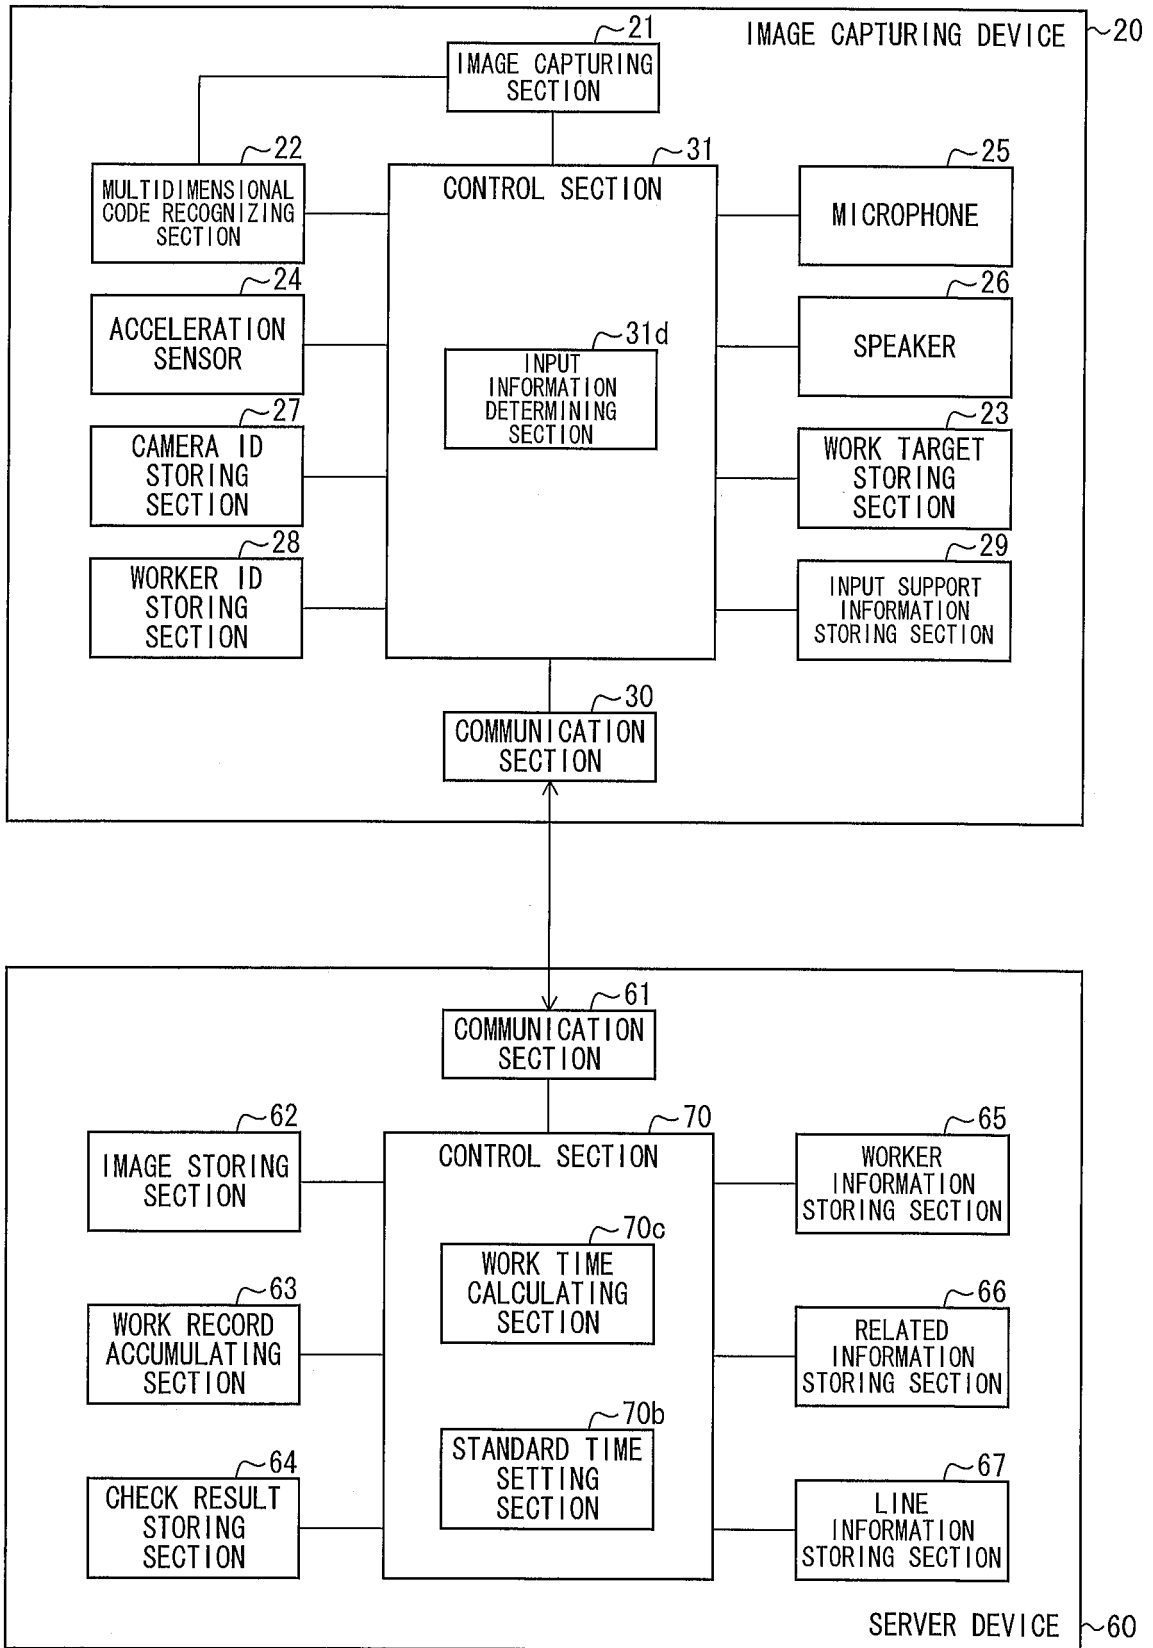 IMAGE CAPTURING DEVICE
20
21
IMAGE CAPTURING
SECTION
22
MULTIDIMENSIONAL
CODE RECOGNIZING
SECTION
31
CONTROL SECTION
25
MICROPHONE
24
ACCELERATION
SENSOR
31d
INPUT
INFORMATION
DETERMINING
SECTION
26
SPEAKER
27
CAMERA ID
STORING
SECTION
23
WORK TARGET
STORING
SECTION
28
WORKER ID
STORING
SECTION
29
INPUT SUPPORT
INFORMATION
STORING SECTION
30
COMMUNICATION
SECTION
61
COMMUNICATION
SECTION
62
IMAGE STORING
SECTION
70
CONTROL SECTION
65
WORKER
INFORMATION
STORING SECTION
70c
WORK TIME
CALCULATING
SECTION
63
WORK RECORD
ACCUMULATING
SECTION
66
RELATED
INFORMATION
STORING SECTION
70b
STANDARD TIME
SETTING
SECTION
64
CHECK RESULT
STORING
SECTION
67
LINE
INFORMATION
STORING SECTION
SERVER DEVICE
60